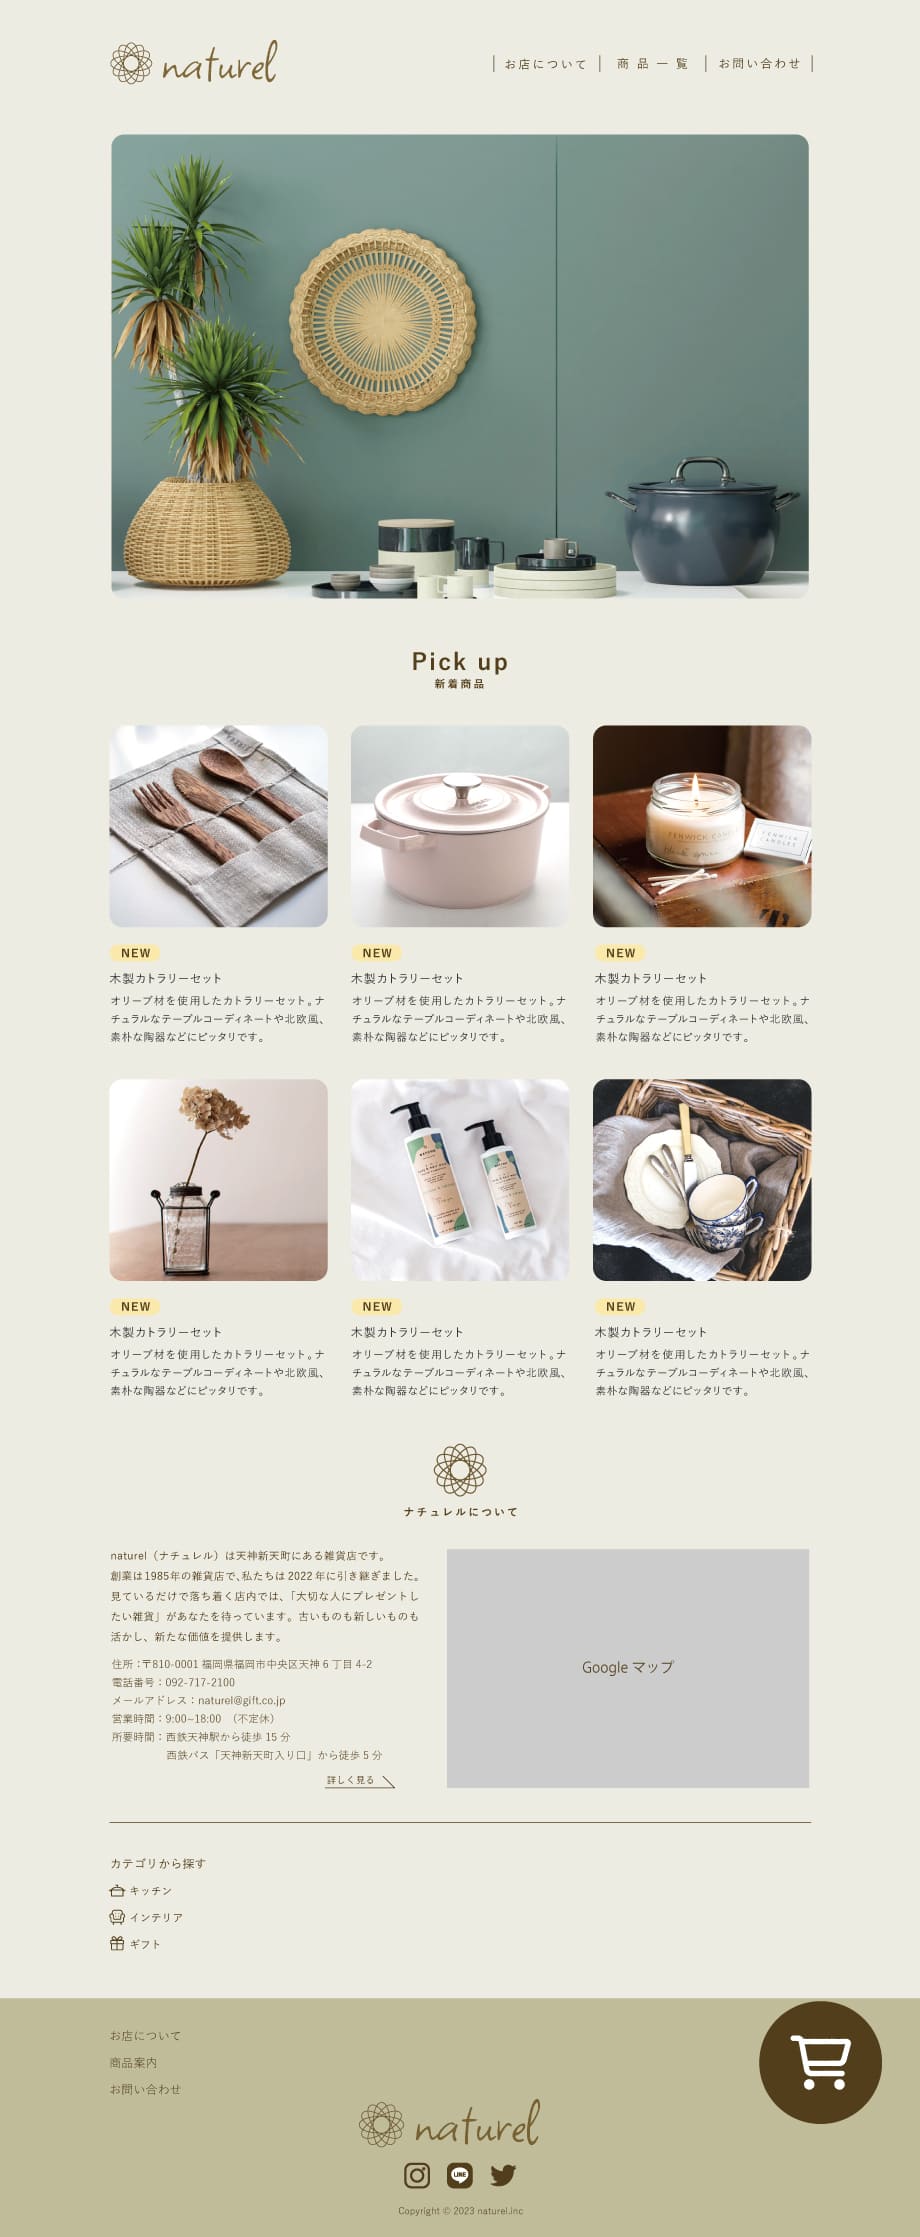 naturel
お店について
商品一覧
お問い合わせ
Pick up
新着商品
FENWICK CANDLES
FENWICK
CANDLES
NEW
木製カトラリーセット
オリーブ材を使用したカトラリーセット。ナ
チュラルなテーブルコーディネートや北欧風、
素朴な陶器などにピッタリです。
NEW
木製カトラリーセット
オリーブ材を使用したカトラリーセット。ナ
チュラルなテーブルコーディネートや北欧風、
素朴な陶器などにピッタリです。
NEW
木製カトラリーセット
オリーブ材を使用したカトラリーセット。ナ
チュラルなテーブルコーディネートや北欧風、
素朴な陶器などにピッタリです。
NEW
木製カトラリーセット
オリーブ材を使用したカトラリーセット。ナ
チュラルなテーブルコーディネートや北欧風、
素朴な陶器などにピッタリです。
NEW
木製カトラリーセット
オリーブ材を使用したカトラリーセット。ナ
チュラルなテーブルコーディネートや北欧風、
素朴な陶器などにピッタリです。
NEW
木製カトラリーセット
オリーブ材を使用したカトラリーセット。ナ
チュラルなテーブルコーディネートや北欧風、
素朴な陶器などにピッタリです。
ナチュレルについて
naturel（ナチュレル）は天神新天町にある雑貨店です。
創業は1985年の雑貨店で、私たちは2022年に引き継ぎました。
見ているだけで落ち着く店内では、「大切な人にプレゼントし
たい雑貨」があなたを待っています。古いものも新しいものも
活かし、新たな価値を提供します。
住所：〒810-0001 福岡県福岡市中央区天神6丁目4-2
電話番号：092-717-2100
メールアドレス：naturel@gift.co.jp
営業時間：9:00~18:00 （不定休）
所要時間：西鉄天神駅から徒歩15分
西鉄バス「天神新天町入り口」から徒歩5分
詳しく見る
Google マップ
カテゴリから探す
キッチン
インテリア
ギフト
お店について
商品案内
お問い合わせ
naturel
LINE
Copyright © 2023 naturel.inc